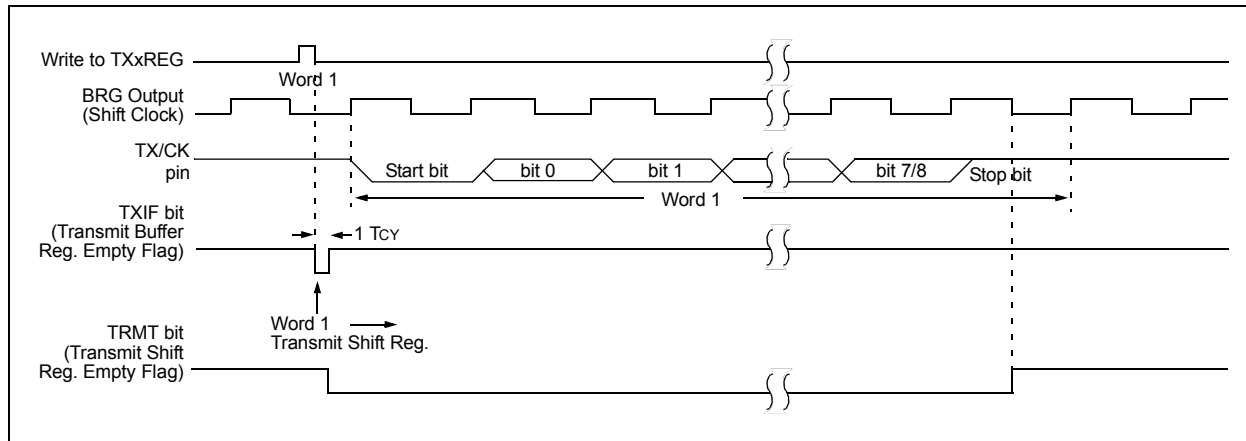 Write to TXxREG
Word 1
BRG Output
(Shift Clock)
TX/CK
pin
Start bit
bit 0
bit 1
bit 7/8
Stop bit
Word 1
TXIF bit
(Transmit Buffer
Reg. Empty Flag)
1 TCY
Word 1
Transmit Shift Reg.
TRMT bit
(Transmit Shift
Reg. Empty Flag)